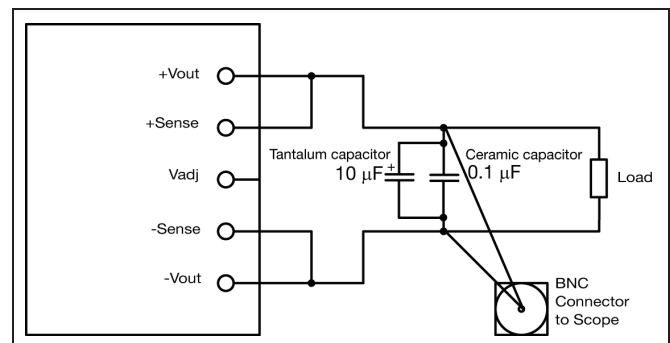 +Vout
+Sense
Vadj
-Sense
-Vout
Tantalum capacitor
10 μF
+
Ceramic capacitor
0.1 μF
Load
BNC
Connector
to Scope